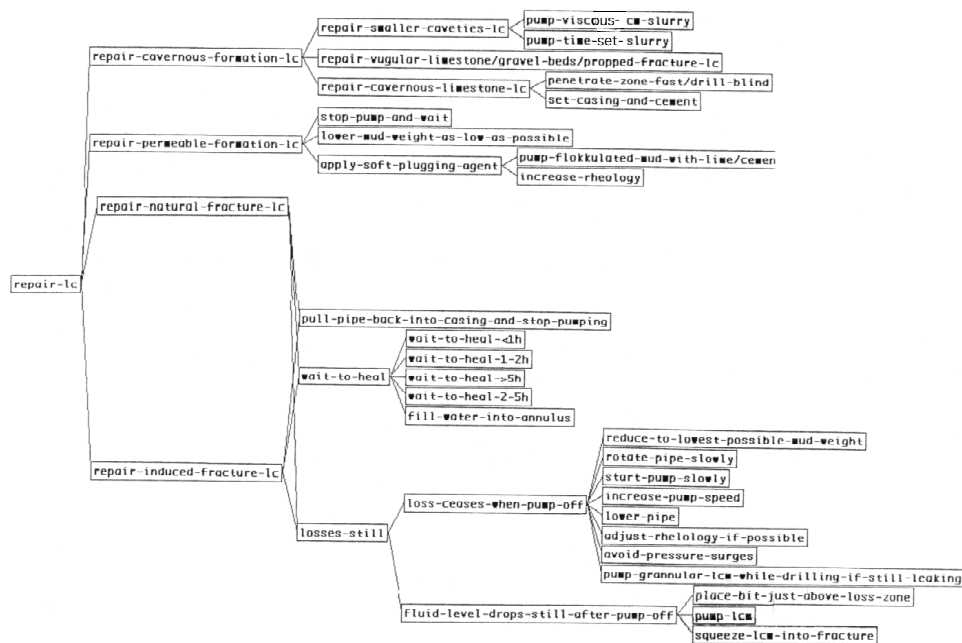 repair-smaller-cavetics-lc
pump-viscous- cm-slurry
pump-time-set-slurry
repair-cavernous-formation-lc
repair-vugular-limestone/gravel-beds/propped-fracture-lc
repair-cavernous-limestone-lc
penetrate-zone-fast/drill-blind
set-casing-and-cement
repair-permeable-formation-lc
stop-pump-and-wait
lower-mud-weight-as-low-as-possible
apply-soft-plugging-agent
pump-flokkulated-mud-with-lime/cemen
increase-rheology
repair-natural-fracture-lc
repair-lc
pull-pipe-back-into-casing-and-stop-pumping
wait-to-heal
wait-to-heal-<1h
wait-to-heal-1-2h
wait-to-heal->5h
wait-to-heal-2-5h
fill-water-into-annulus
repair-induced-fracture-lc
losses-still
loss-ceases-when-pump-off
reduce-to-lowest-possible-mud-weight
rotate-pipe-slowly
start-pump-slowly
increase-pump-speed
lower-pipe
adjust-rhelology-if-possible
avoid-pressure-surges
pump-grannular-lcm-while-drilling-if-still-leaking
fluid-level-drops-still-after-pump-off
place-bit-just-above-loss-zone
pump-lcm
squeeze-lcm-into-fracture